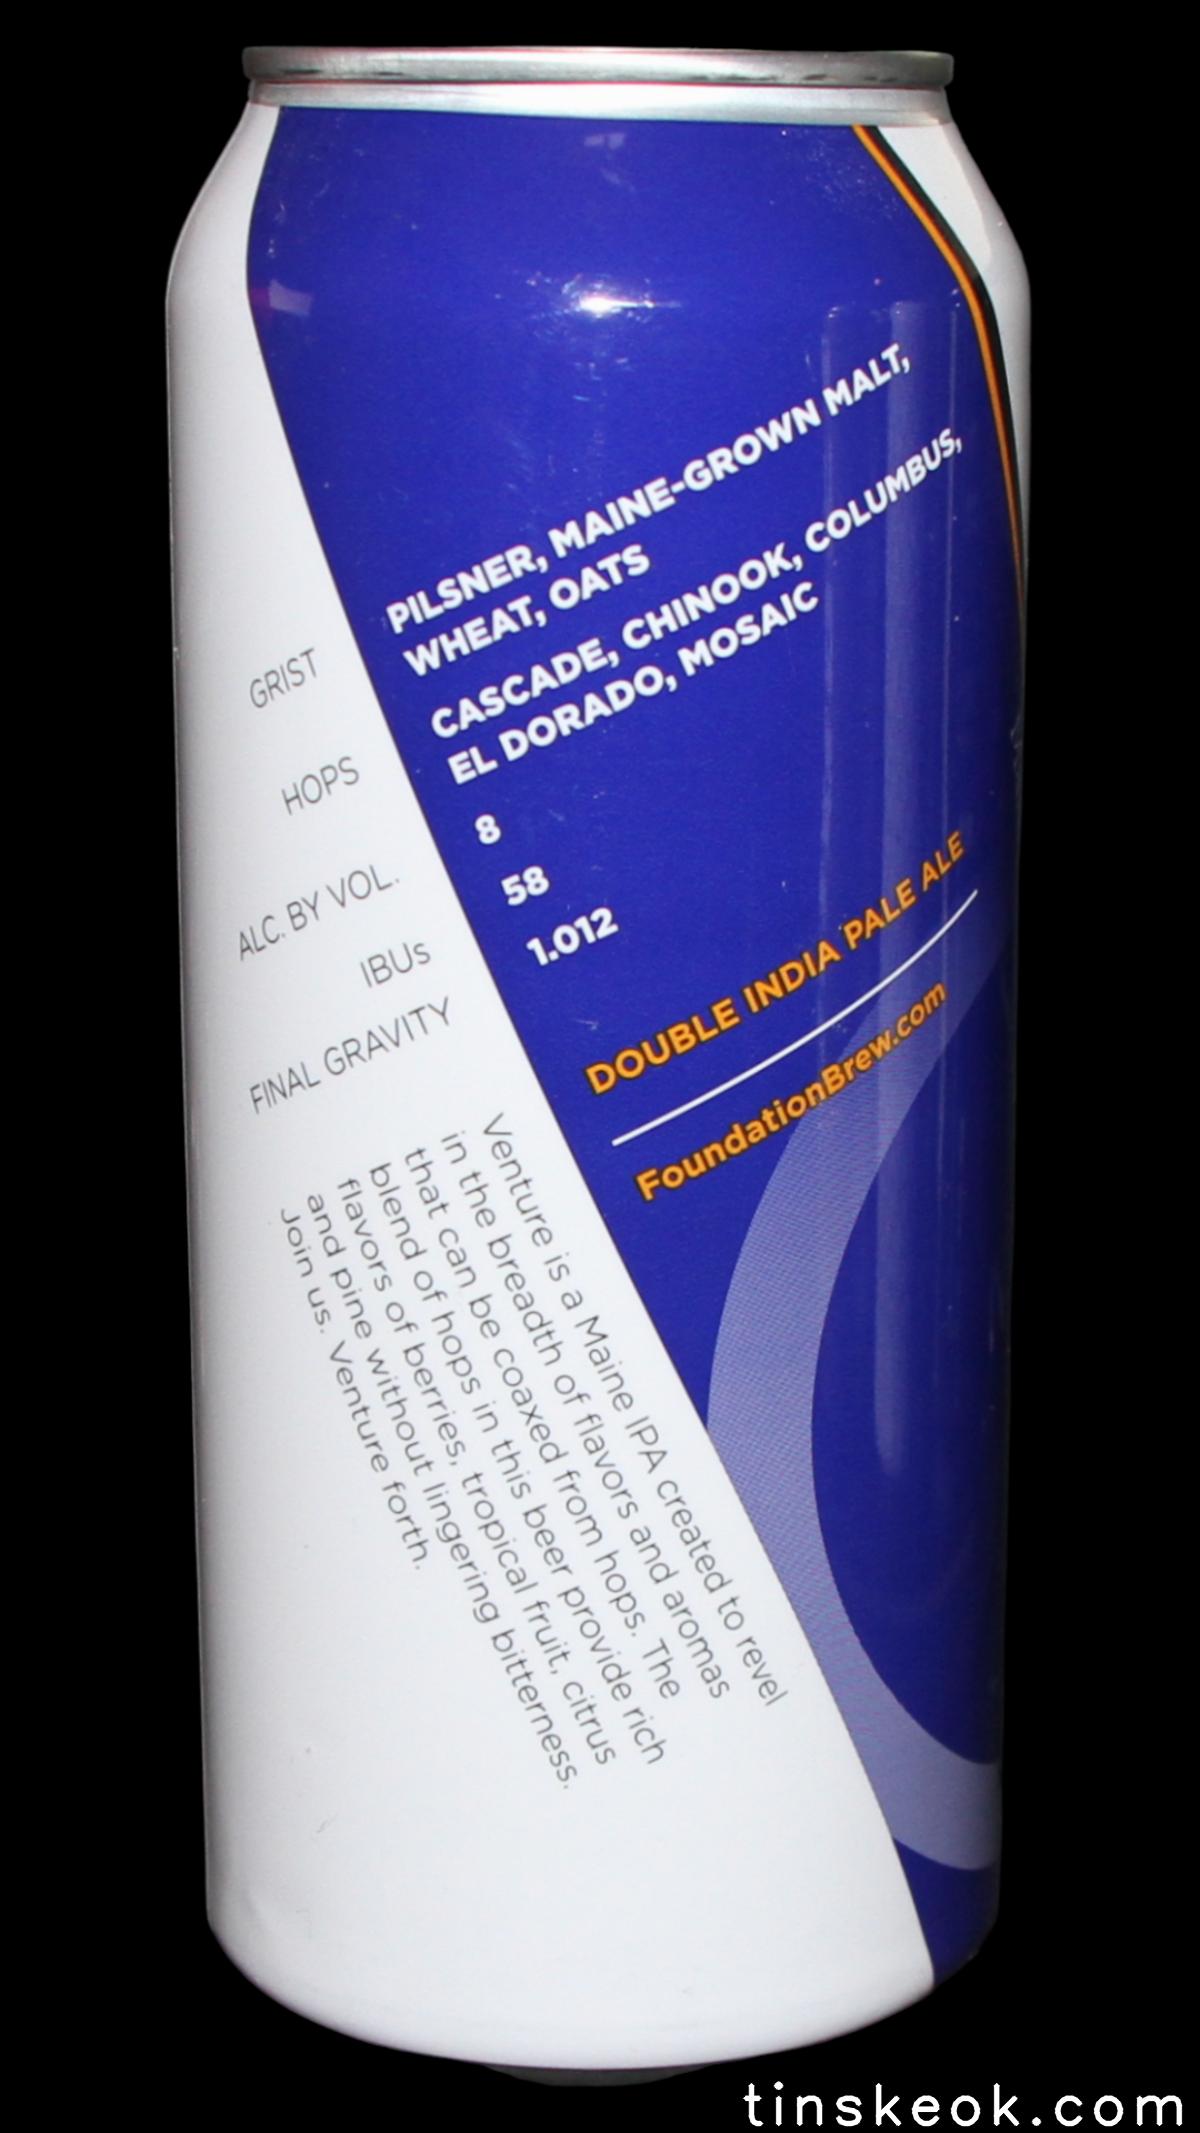 GRIST
PILSNER, MAINE-GROWN MALT,
WHEAT, OATS
HOPS
CASCADE, CHINOOK, COLUMBUS,
EL DORADO, MOSAIC
ALC. BY VOL.
8
IBUs
58
FINAL GRAVITY
1.012
DOUBLE INDIA PALE ALE
FoundationBrew.com
Venture is a Maine IPA created to revel
in the breadth of flavors and aromas
that can be coaxed from hops. The
blend of hops in this beer provide rich
flavors of berries, tropical fruit, citrus
and pine without lingering bitterness.
Join us. Venture forth.
tinskeok.com